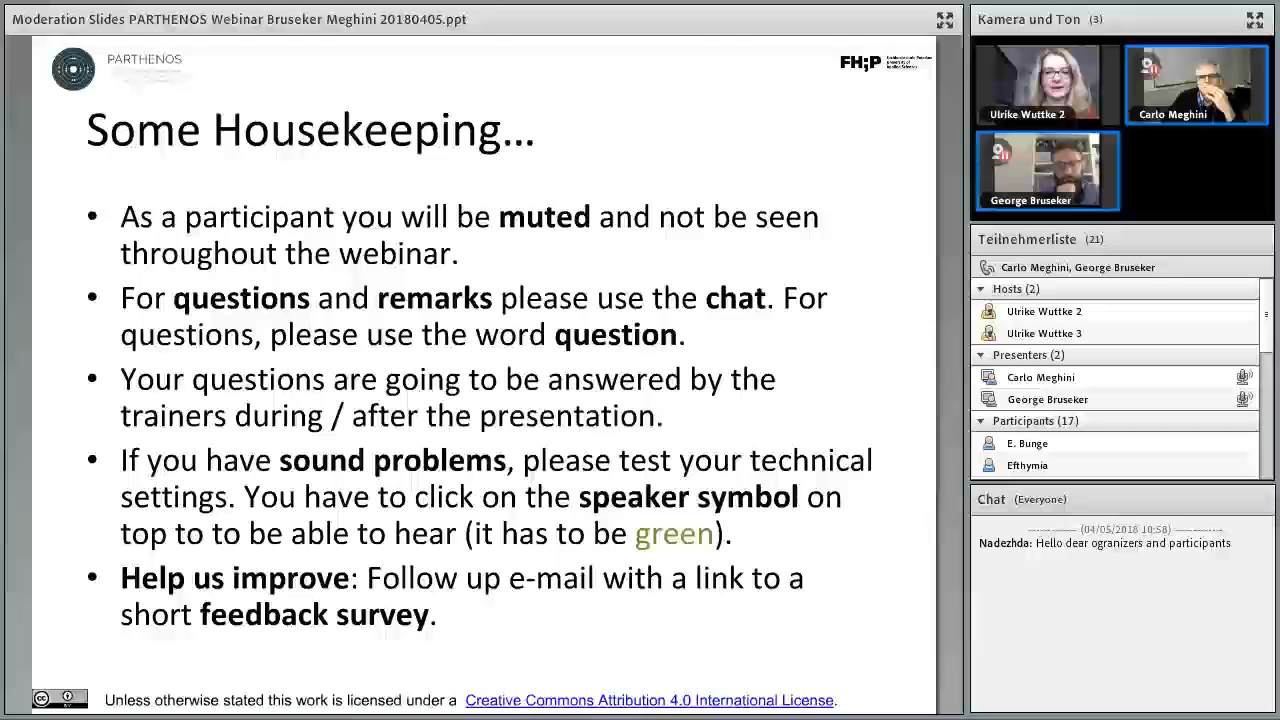 Moderation Slides PARTHENOS Webinar Bruseker Meghini 20180405.ppt
PARTHENOS
FH;P
Some Housekeeping...
• As a participant you will be muted and not be seen
throughout the webinar.
• For questions and remarks please use the chat. For
questions, please use the word question.
• Your questions are going to be answered by the
trainers during / after the presentation.
• If you have sound problems, please test your technical
settings. You have to click on the speaker symbol on
top to to be able to hear (it has to be green).
• Help us improve: Follow up e-mail with a link to a
short feedback survey.
cc
BY
Unless otherwise stated this work is licensed under a Creative Commons Attribution 4.0 International License.
Kamera und Ton (3)
Ulrike Wuttke 2
Carlo Meghini
George Bruseker
Teilnehmerliste (21)
Carlo Meghini, George Bruseker
Hosts (2)
Ulrike Wuttke 2
Ulrike Wuttke 3
Presenters (2)
Carlo Meghini
George Bruseker
Participants (17)
E. Bunge
Efthymia
Chat (Everyone)
(04/05/2018 10:58)
Nadezhda: Hello dear ogranizers and participants